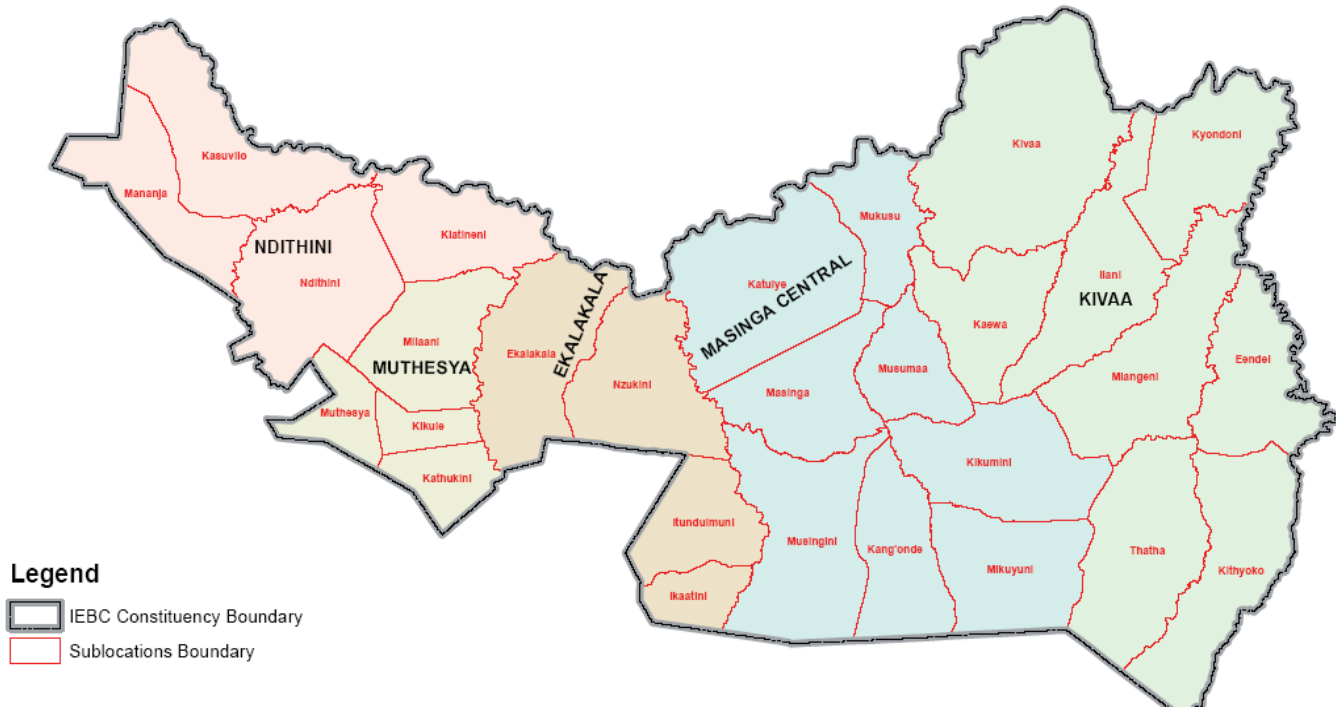 Kasuvilo
Mananja
NDITHINI
Ndithini
Kiatineni
Milaani
MUTHESYA
Muthesya
Kikule
Kathukini
Ekalakala
EKALAKALA
Nzukini
Itunduimuni
Ikaatini
Mukusu
Katulye
MASINGA CENTRAL
Masinga
Musumaa
Kikumini
Musingini
Kang'onde
Mikuyuni
Kivaa
Kyondoni
Ilani
KIVAA
Kaewa
Miangeni
Eendei
Thatha
Kithyoko
Legend
IEBC Constituency Boundary
Sublocations Boundary